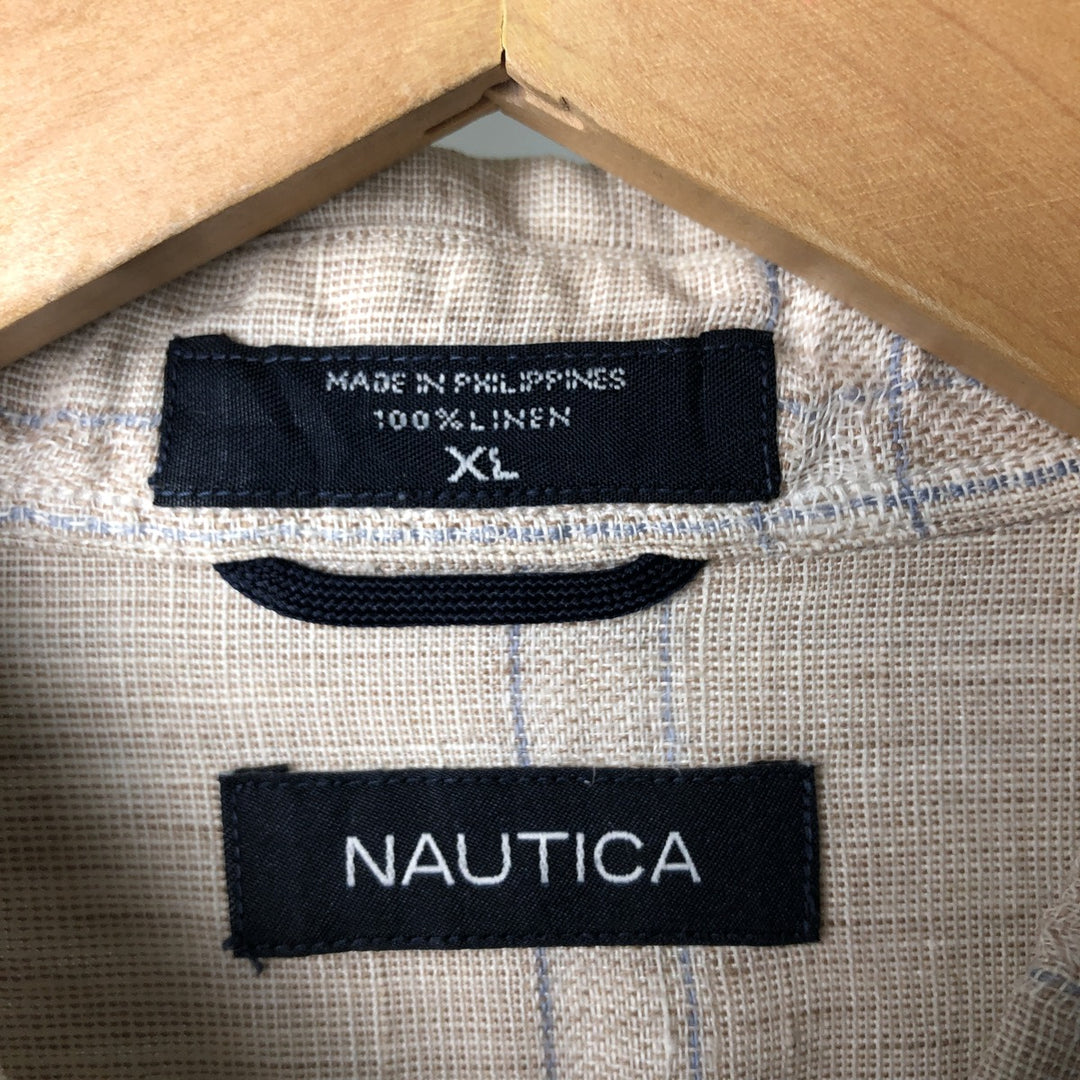 MADE IN PHILIPPINES
100% LINEN
XL
NAUTICA